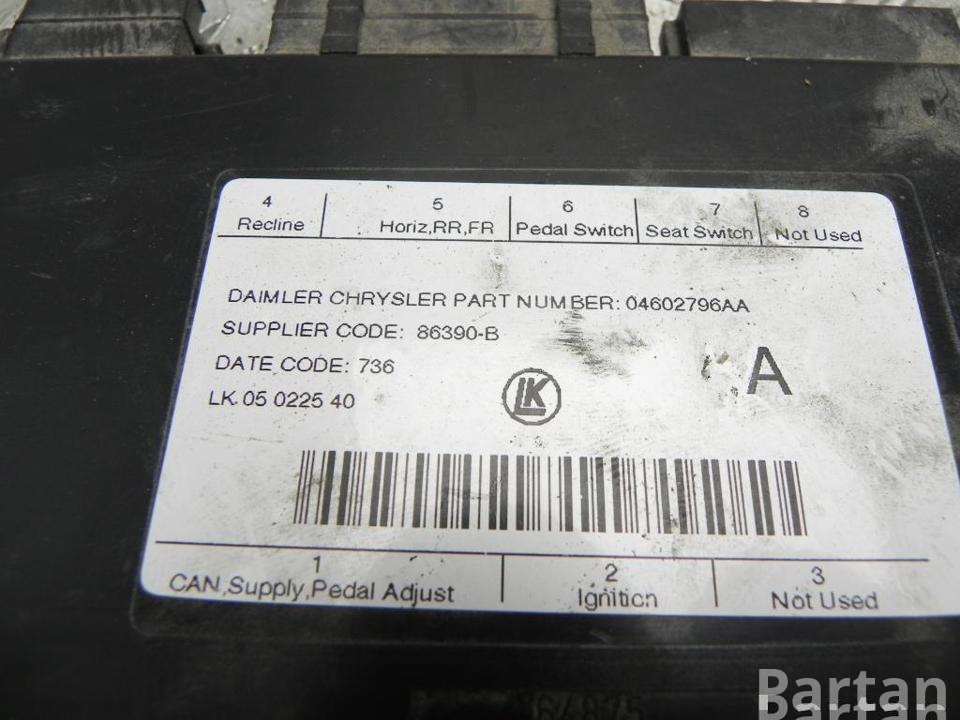 4 5 6 7 8
Recline Horiz,RR,FR Pedal Switch Seat Switch Not Used
DAIMLER CHRYSLER PART NUMBER: 04602796AA
SUPPLIER CODE: 86390-B
DATE CODE: 736
LK 05 0225 40
LK
A
1 2 3
CAN,Supply,Pedal Adjust Ignition Not Used
Bartan
Bartan